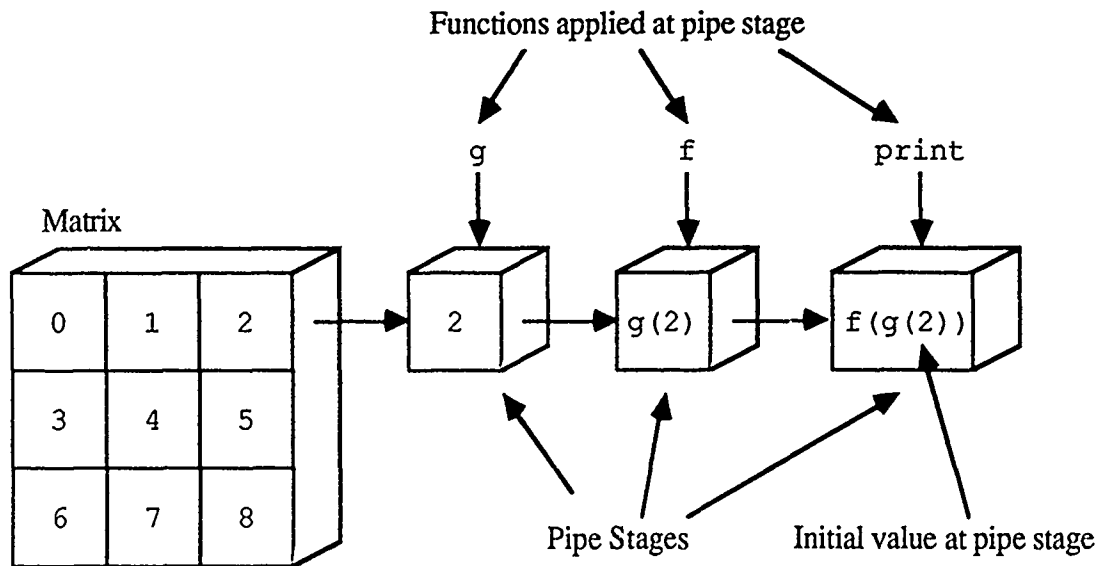 Functions applied at pipe stage
g f print
Matrix
0 1 2 2 g(2) f(g(2))
3 4 5
6 7 8
Pipe Stages Initial value at pipe stage